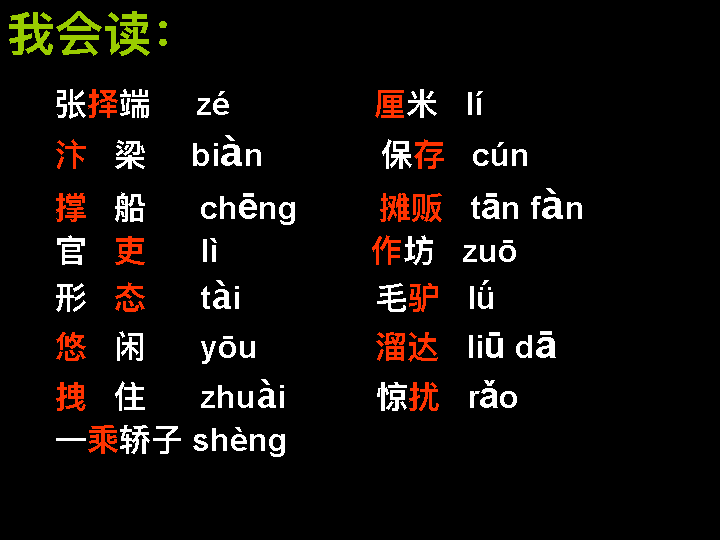 我会读：
张择端 zé 厘米 lí
汴 梁 biàn 保存 cún
撑 船 chēng 摊贩 tān fàn
官 吏 lì 作坊 zuō
形 态 tài 毛驴 lǘ
悠 闲 yōu 溜达 liū dā
拽 住 zhuài 惊扰 rǎo
一乘轿子 shèng